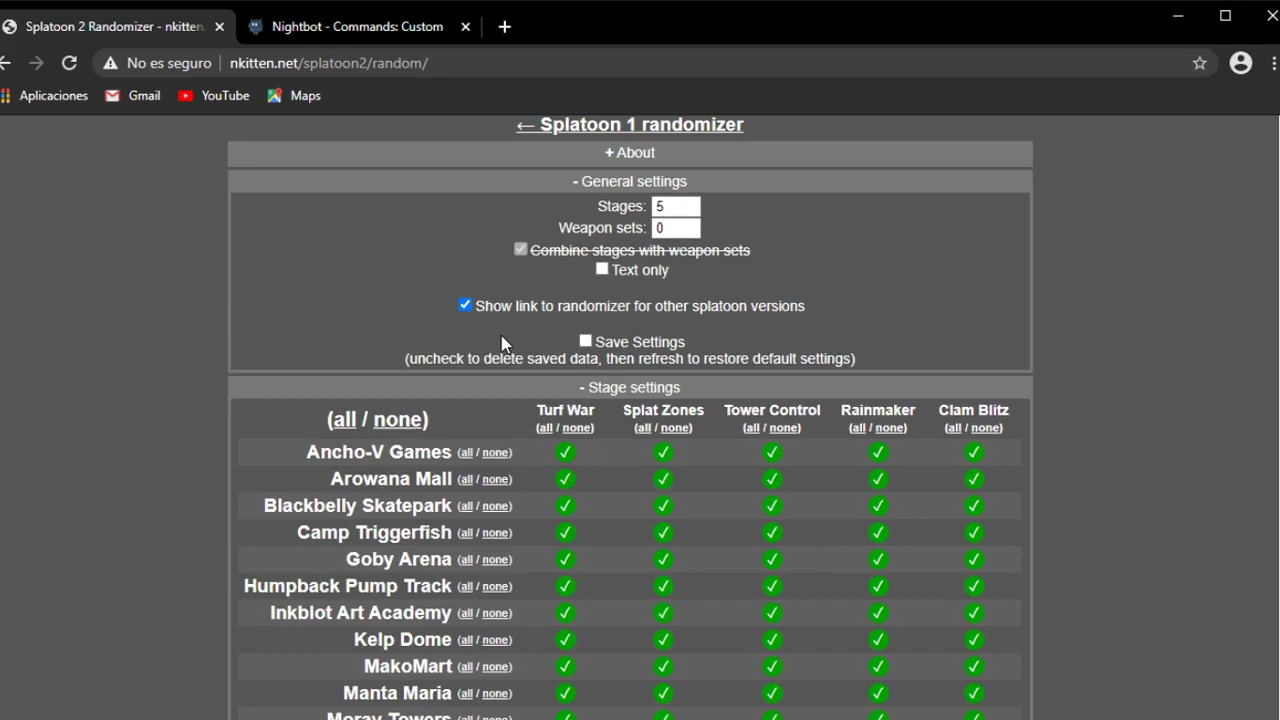 Splatoon 2 Randomizer - nkitten.
Nightbot - Commands: Custom
No es seguro
nkitten.net/splatoon2/random/
Aplicaciones
Gmail
YouTube
Maps
← Splatoon 1 randomizer
+ About
- General settings
Stages: 5
Weapon sets: 0
Combine stages with weapon sets
Text only
Show link to randomizer for other splatoon versions
Save Settings
(uncheck to delete saved data, then refresh to restore default settings)
- Stage settings
(all / none) Turf War Splat Zones Tower Control Rainmaker Clam Blitz
(all / none) (all / none) (all / none) (all / none) (all / none)
Ancho-V Games (all / none)
Arowana Mall (all / none)
Blackbelly Skatepark (all / none)
Camp Triggerfish (all / none)
Goby Arena (all / none)
Humpback Pump Track (all / none)
Inkblot Art Academy (all / none)
Kelp Dome (all / none)
MakoMart (all / none)
Manta Maria (all / none)
Moray Towers (all / none)